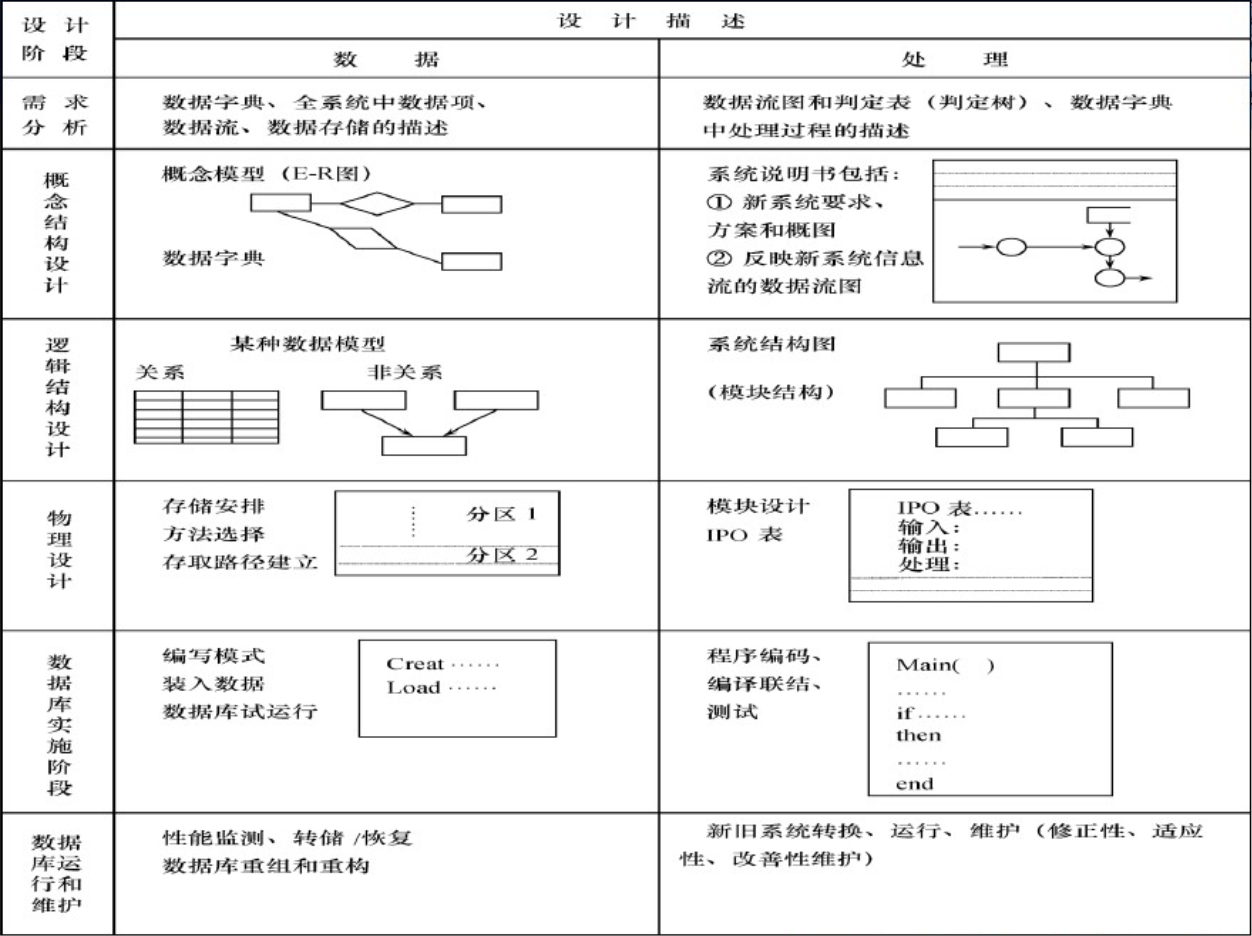 设计阶段
设 计 描 述
数 据
处 理
需求分析
数据字典、全系统中数据项、
数据流、数据存储的描述
数据流图和判定表（判定树）、数据字典
中处理过程的描述
概念结构设计
概念模型（E-R图）
数据字典
系统说明书包括：
① 新系统要求、
方案和概图
② 反映新系统信息
流的数据流图
逻辑结构设计
某种数据模型
关系
非关系
系统结构图
（模块结构）
物理设计
存储安排
方法选择
存取路径建立
分区 1
分区 2
模块设计
IPO 表
IPO 表……
输入：
输出：
处理：
数据库实施阶段
编写模式
装入数据
数据库试运行
Creat ……
Load ……
程序编码、
编译联结、
测试
Main( )
……
if……
then
……
end
数据
库运
行和
维护
性能监测、转储 /恢复
数据库重组和重构
新旧系统转换、运行、维护（修正性、适应
性、改善性维护）